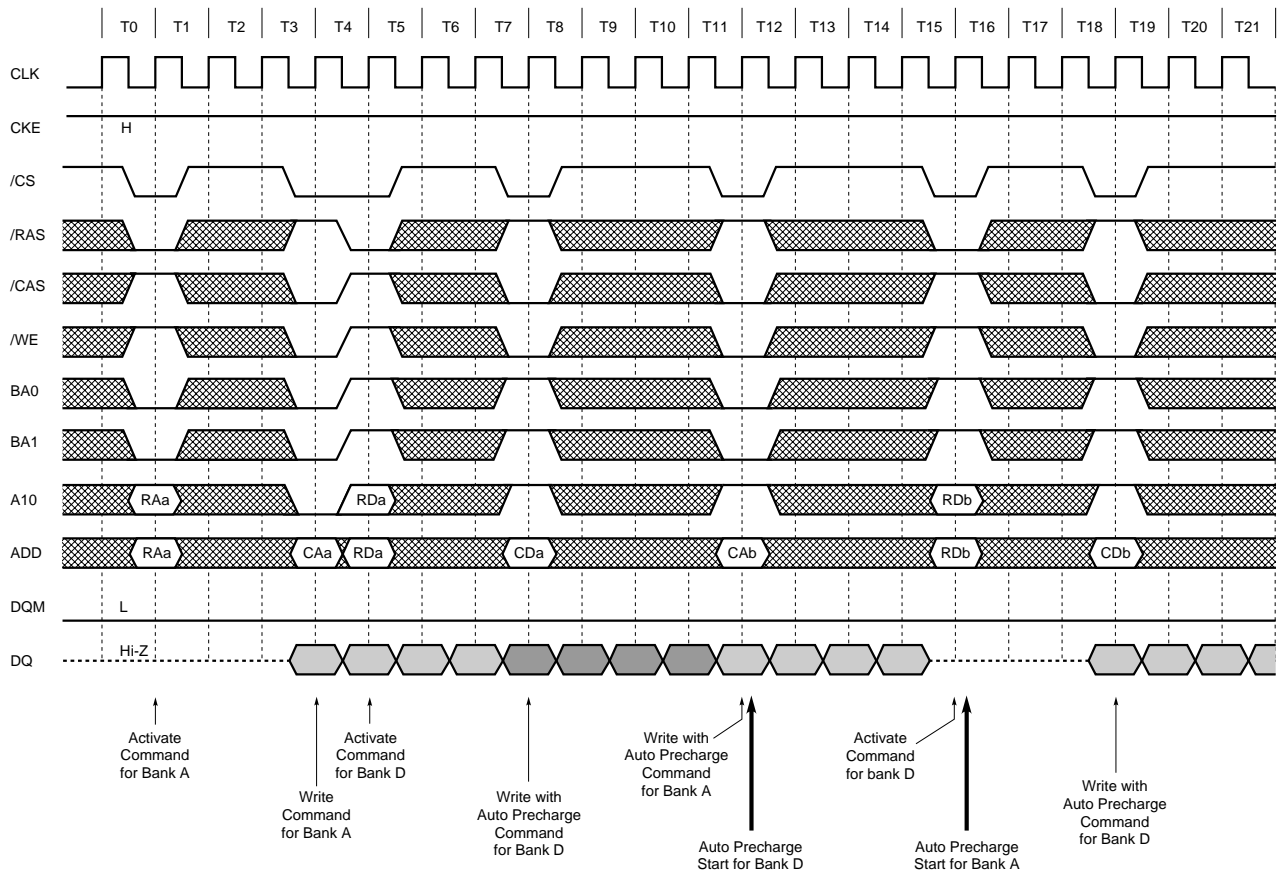 T0 T1 T2 T3 T4 T5 T6 T7 T8 T9 T10 T11 T12 T13 T14 T15 T16 T17 T18 T19 T20 T21
CLK
CKE H
/CS
/RAS
/CAS
/WE
BA0
BA1
A10 RAa RDa RDb
ADD RAa CAa RDa CDa CAb RDb CDb
DQM L
DQ Hi-Z
Activate
Command
for Bank A
Write
Command
for Bank A
Activate
Command
for Bank D
Write with
Auto Precharge
Command
for Bank D
Write with
Auto Precharge
Command
for Bank A
Auto Precharge
Start for Bank D
Activate
Command
for bank D
Auto Precharge
Start for Bank A
Write with
Auto Precharge
Command
for Bank D